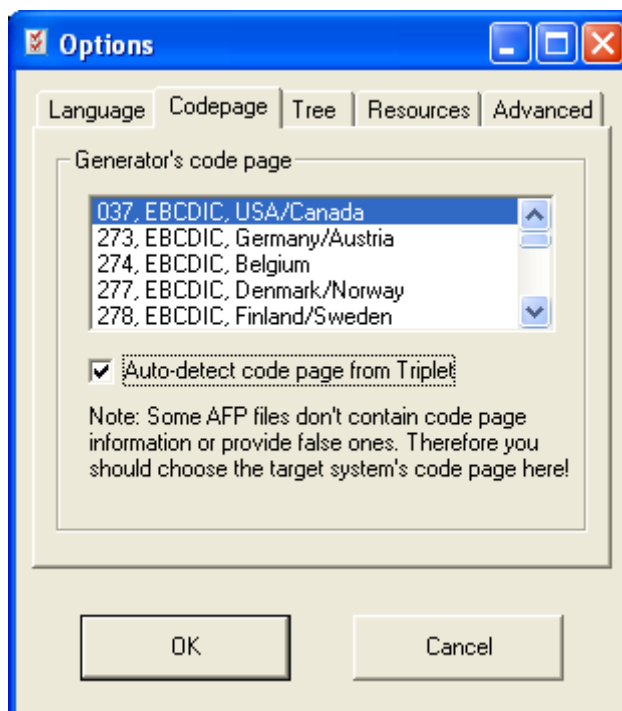 Options
Language Codepage Tree Resources Advanced
Generator's code page
037, EBCDIC, USA/Canada
273, EBCDIC, Germany/Austria
274, EBCDIC, Belgium
277, EBCDIC, Denmark/Norway
278, EBCDIC, Finland/Sweden
Auto-detect code page from Triplet
Note: Some AFP files don't contain code page
information or provide false ones. Therefore you
should choose the target system's code page here!
OK Cancel